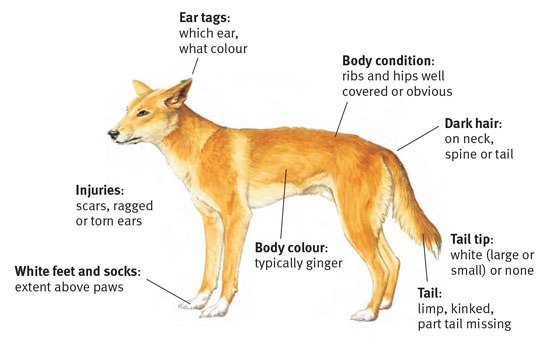 Ear tags:
which ear,
what colour
Body condition:
ribs and hips well
covered or obvious
Dark hair:
on neck,
spine or tail
Injuries:
scars, ragged
or torn ears
Body colour:
typically ginger
Tail tip:
white (large or
small) or none
White feet and socks:
extent above paws
Tail:
limp, kinked,
part tail missing